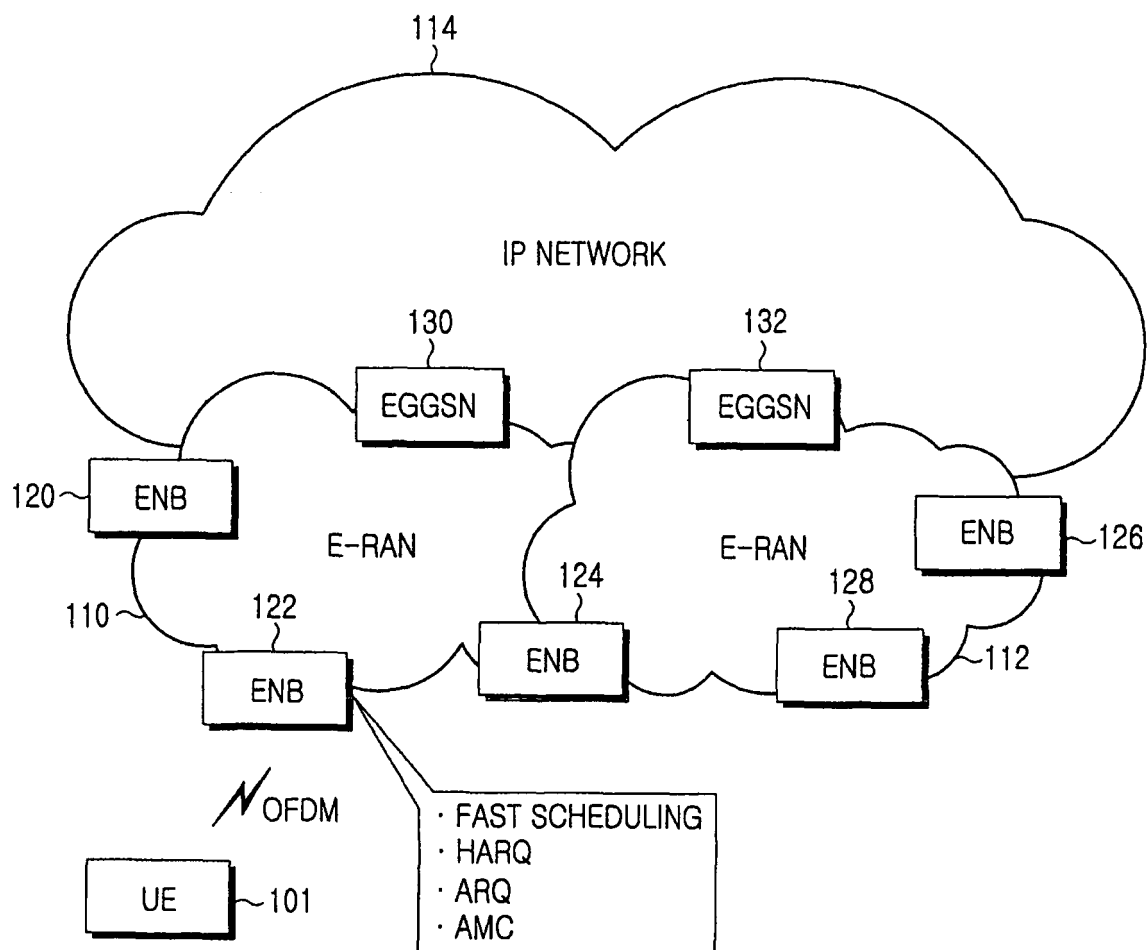 114
IP NETWORK
130
132
EGGSN
EGGSN
120
ENB
E-RAN
E-RAN
ENB
126
110
122
124
128
ENB
ENB
ENB
112
OFDM
· FAST SCHEDULING
· HARQ
· ARQ
· AMC
UE
101